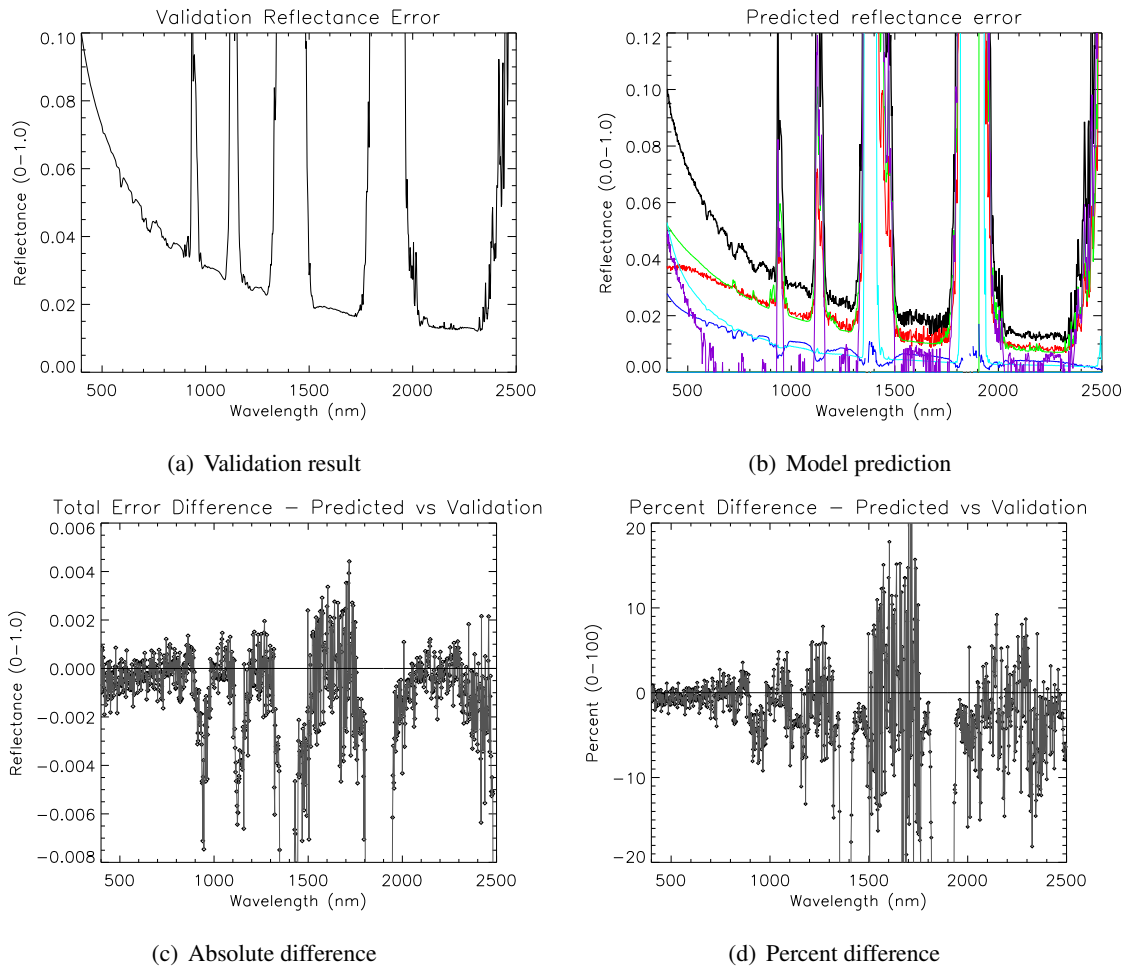 Validation Reflectance Error
0.10
0.08
0.06
0.04
0.02
0.00
Reflectance (0−1.0)
500 1000 1500 2000 2500
Wavelength (nm)
(a) Validation result
Predicted reflectance error
0.12
0.10
0.08
0.06
0.04
0.02
0.00
Reflectance (0.0−1.0)
500 1000 1500 2000 2500
Wavelength (nm)
(b) Model prediction
Total Error Difference − Predicted vs Validation
0.006
0.004
0.002
0.000
−0.002
−0.004
−0.006
−0.008
Reflectance (0−1.0)
500 1000 1500 2000 2500
Wavelength (nm)
(c) Absolute difference
Percent Difference − Predicted vs Validation
20
10
0
−10
−20
Percent (0−100)
500 1000 1500 2000 2500
Wavelength (nm)
(d) Percent difference